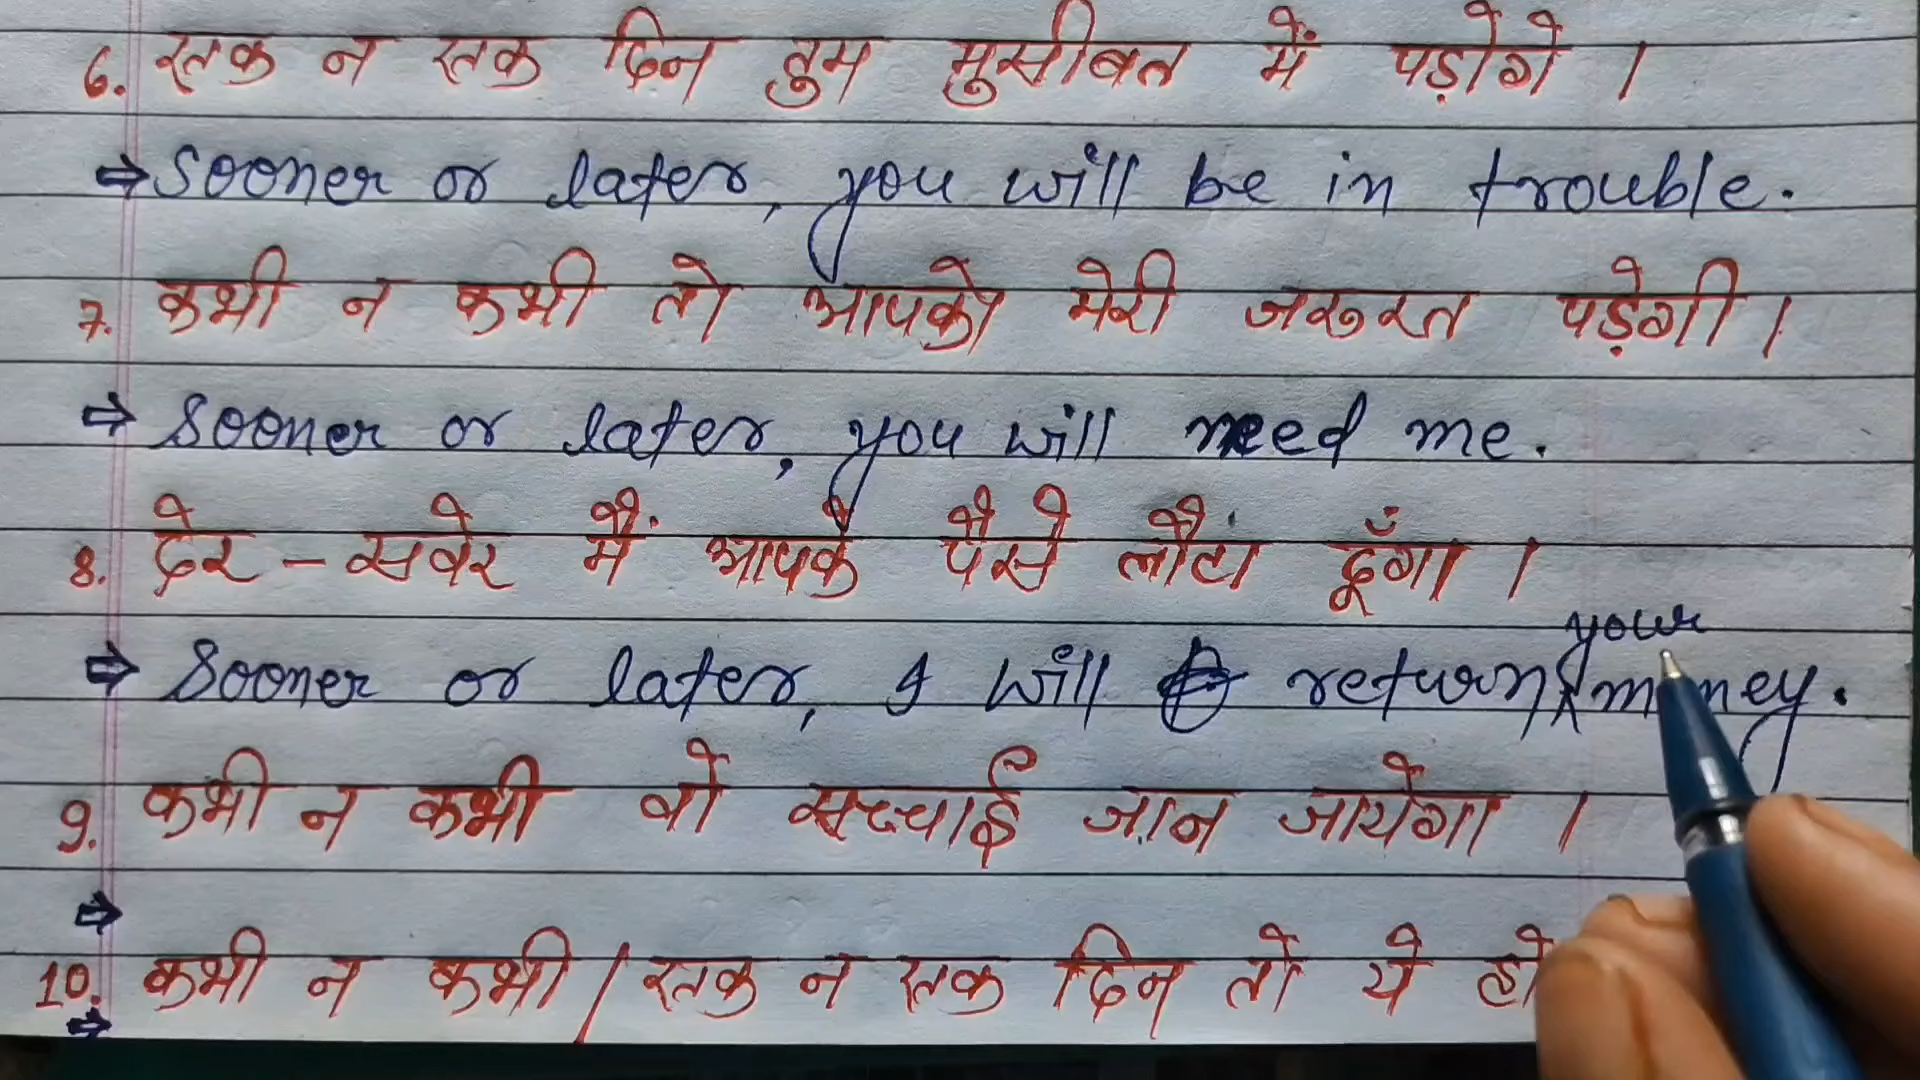 6. एक न एक दिन तुम मुसीबत में पड़ोगे ।
⇒ Sooner or later, you will be in trouble.
7. कभी न कभी तो आपको मेरी जरुरत पड़ेगी ।
⇒ Sooner or later, you will need me.
8. देर - सवेर मैं आपके पैसे लौटा दूँगा ।
your
⇒ Sooner or later, I will return money.
9. कभी न कभी वो सच्चाई जान जायेगा ।
⇒
10. कभी न कभी / एक न एक दिन तो ये हो
⇒